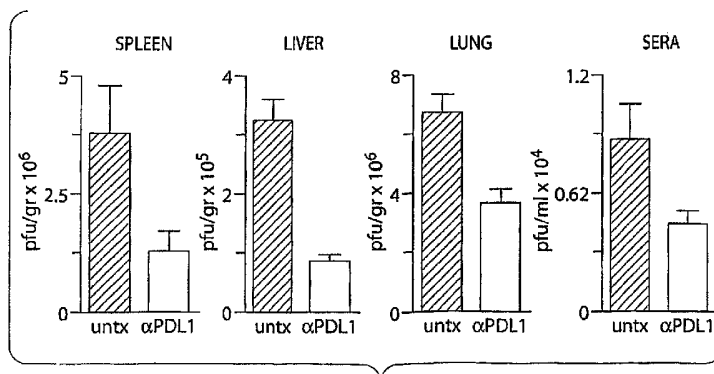 SPLEEN
5
2.5
0
pfu/gr x 10⁶
untx αPDL1
LIVER
4
2
0
pfu/gr x 10⁵
untx αPDL1
LUNG
8
4
0
pfu/gr x 10⁶
untx αPDL1
SERA
1.2
0.62
0
pfu/ml x 10⁴
untx αPDL1